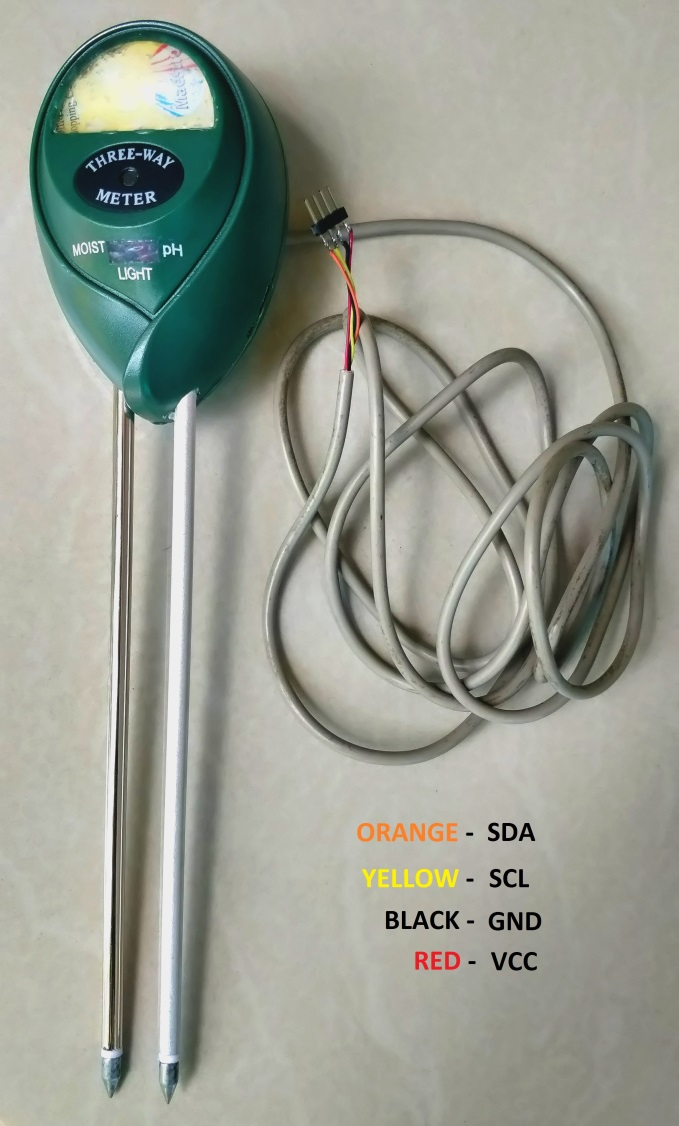 THREE-WAY
METER
MOIST pH
LIGHT
ORANGE - SDA
YELLOW - SCL
BLACK - GND
RED - VCC